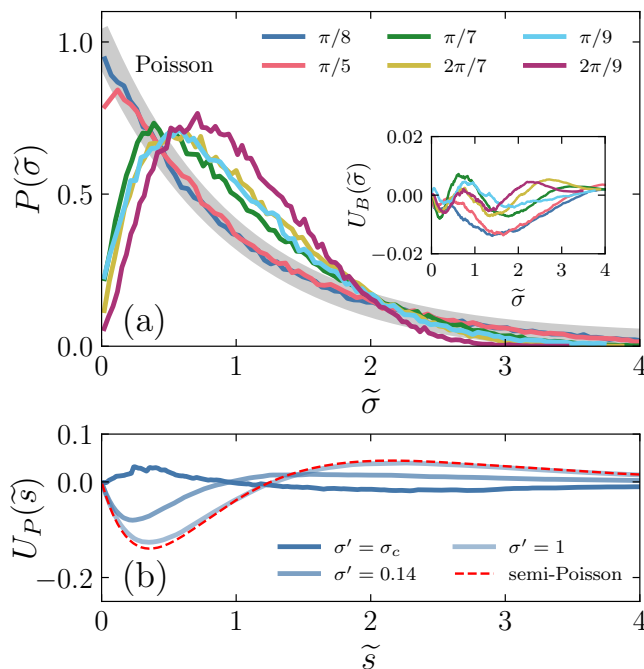 1.0
0.5
0.0
P(σ̃)
Poisson
π/8 π/7 π/9
π/5 2π/7 2π/9
0.02
0.00
−0.02
U_B(σ̃)
0 1 2 3 4
σ̃
(a)
0 1 2 3 4
σ̃
0.1
0.0
−0.2
U_P(s̃)
σ′ = σ_c σ′ = 1
σ′ = 0.14 semi-Poisson
(b)
0 1 2 3 4
s̃